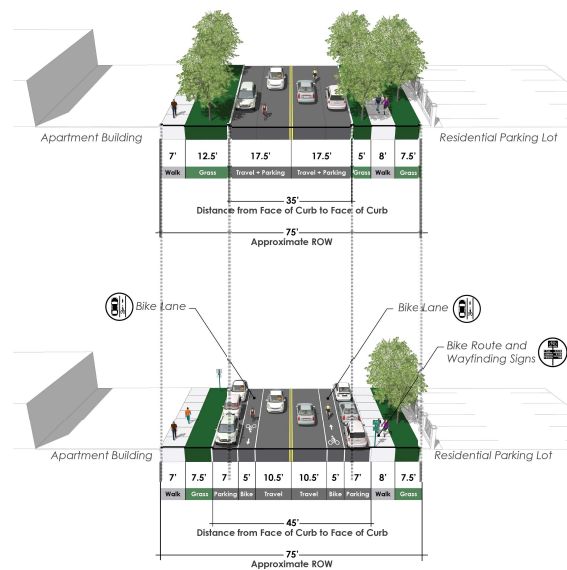 Apartment Building
Residential Parking Lot
7' 12.5' 17.5' 17.5' 5' 8' 7.5'
Walk Grass Travel + Parking Travel + Parking Grass Walk Grass
35'
Distance from Face of Curb to Face of Curb
75'
Approximate ROW
Bike Lane
Bike Lane
Bike Route and
Wayfinding Signs
Apartment Building
Residential Parking Lot
7' 7.5' 7' 5' 10.5' 10.5' 5' 7' 8' 7.5'
Walk Grass Parking Bike Travel Travel Bike Parking Walk Grass
45'
Distance from Face of Curb to Face of Curb
75'
Approximate ROW